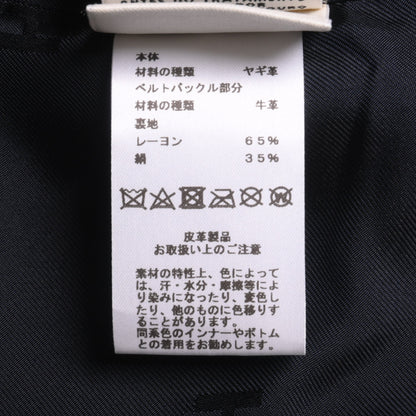 本体
材料の種類　ヤギ革
ベルトバックル部分
材料の種類　牛革
裏地
レーヨン　65%
絹　35%
皮革製品
お取扱い上のご注意
素材の特性上、色によって
は、汗・水分・摩擦等によ
り染みになったり、変色し
たり、他のものに色移りす
ることがあります。
同系色のインナーやボトム
との着用をお勧めします。